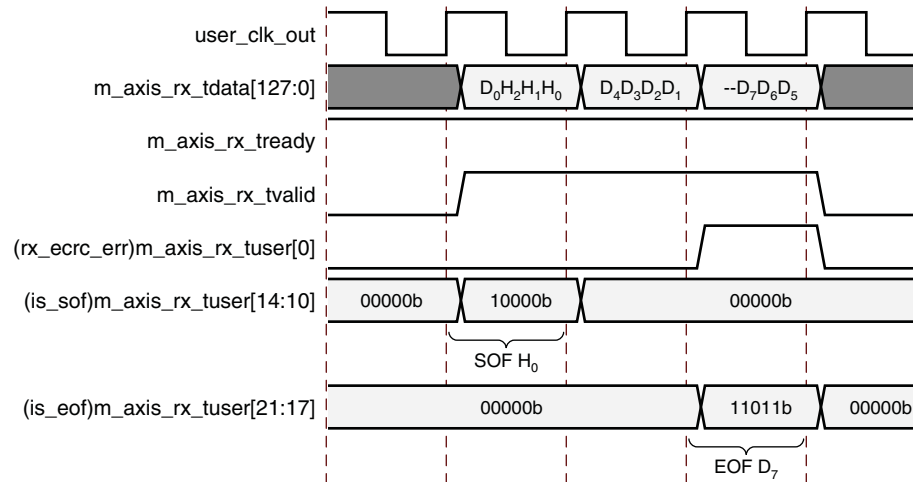 user_clk_out
m_axis_rx_tdata[127:0] D₀H₂H₁H₀ D₄D₃D₂D₁ --D₇D₆D₅
m_axis_rx_tready
m_axis_rx_tvalid
(rx_ecrc_err)m_axis_rx_tuser[0]
(is_sof)m_axis_rx_tuser[14:10] 00000b 10000b 00000b
SOF H₀
(is_eof)m_axis_rx_tuser[21:17] 00000b 11011b 00000b
EOF D₇